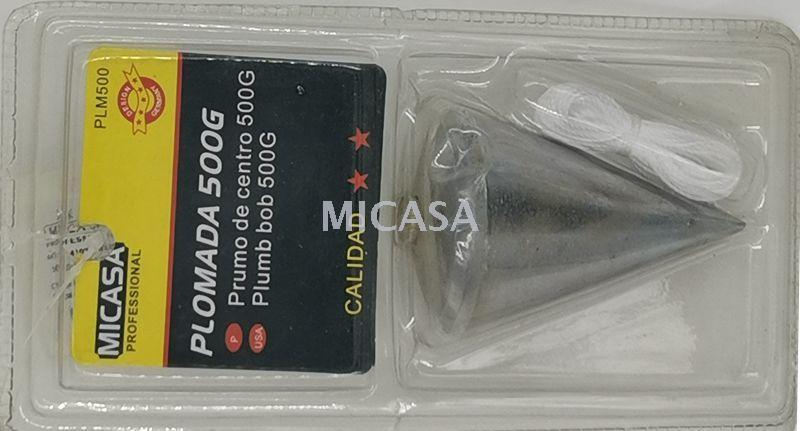 PLM500
DESIGN
GERMANY
MICASA
PROFESSIONAL
PLOMADA 500G
P Prumo de centro 500G
USA Plumb bob 500G
CALIDAD
MICASA